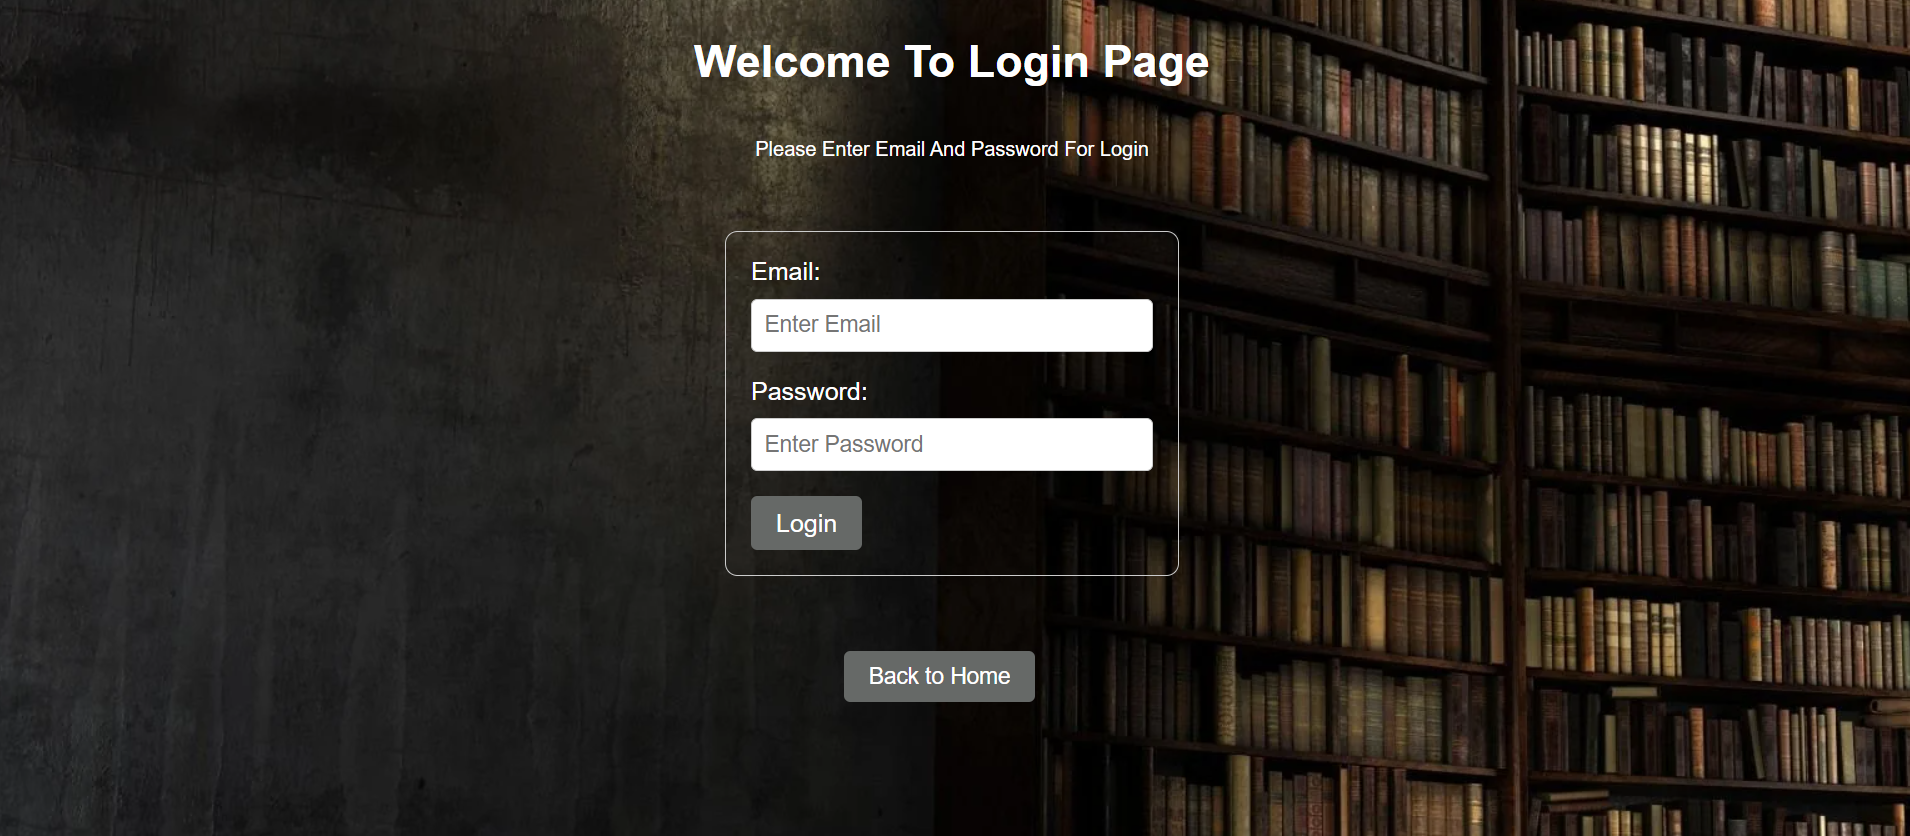 Welcome To Login Page
Please Enter Email And Password For Login
Email:
Enter Email
Password:
Enter Password
Login
Back to Home